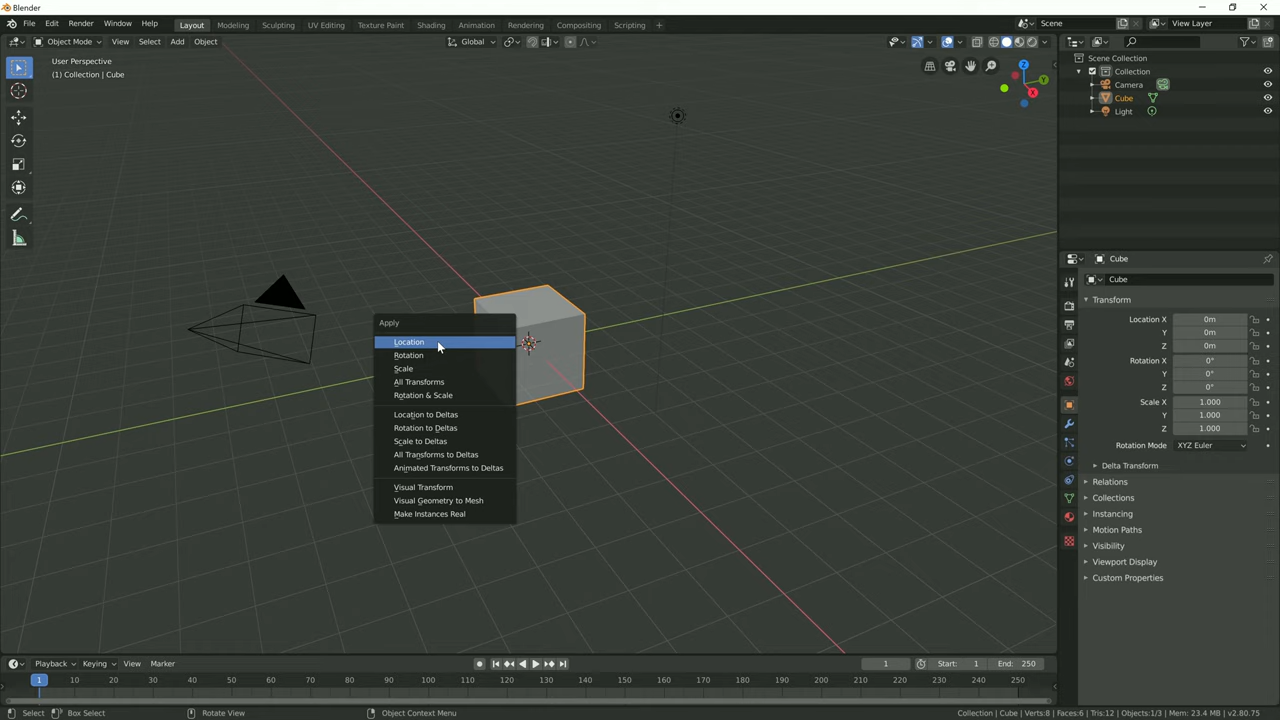 Blender
File Edit Render Window Help Layout Modeling Sculpting UV Editing Texture Paint Shading Animation Rendering Compositing Scripting + Scene View Layer
Object Mode View Select Add Object Global
User Perspective
(1) Collection | Cube
Z
Y
X
Scene Collection
Collection
Camera
Cube
Light
Apply
Location
Rotation
Scale
All Transforms
Rotation & Scale
Location to Deltas
Rotation to Deltas
Scale to Deltas
All Transforms to Deltas
Animated Transforms to Deltas
Visual Transform
Visual Geometry to Mesh
Make Instances Real
Cube
Cube
Transform
Location X 0m
Y 0m
Z 0m
Rotation X 0°
Y 0°
Z 0°
Scale X 1.000
Y 1.000
Z 1.000
Rotation Mode XYZ Euler
Delta Transform
Relations
Collections
Instancing
Motion Paths
Visibility
Viewport Display
Custom Properties
Playback Keying View Marker 1 Start: 1 End: 250
1 10 20 30 40 50 60 70 80 90 100 110 120 130 140 150 160 170 180 190 200 210 220 230 240 250
Select Box Select Rotate View Object Context Menu Collection | Cube | Verts:8 | Faces:6 | Tris:12 | Objects:1/3 | Mem: 23.4 MB | v2.80.75